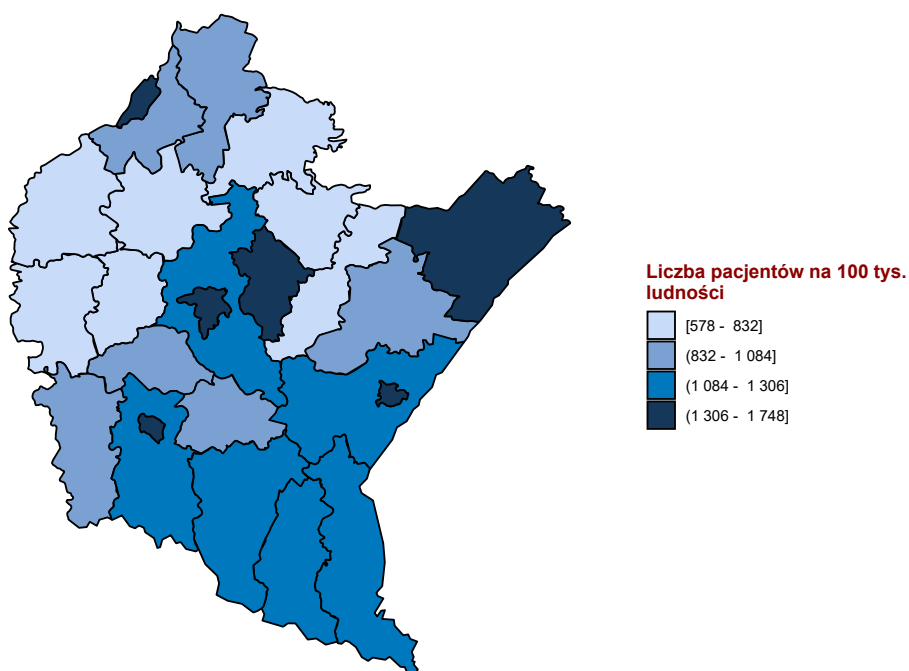 Liczba pacjentów na 100 tys.
ludności
[578 - 832]
(832 - 1 084]
(1 084 - 1 306]
(1 306 - 1 748]